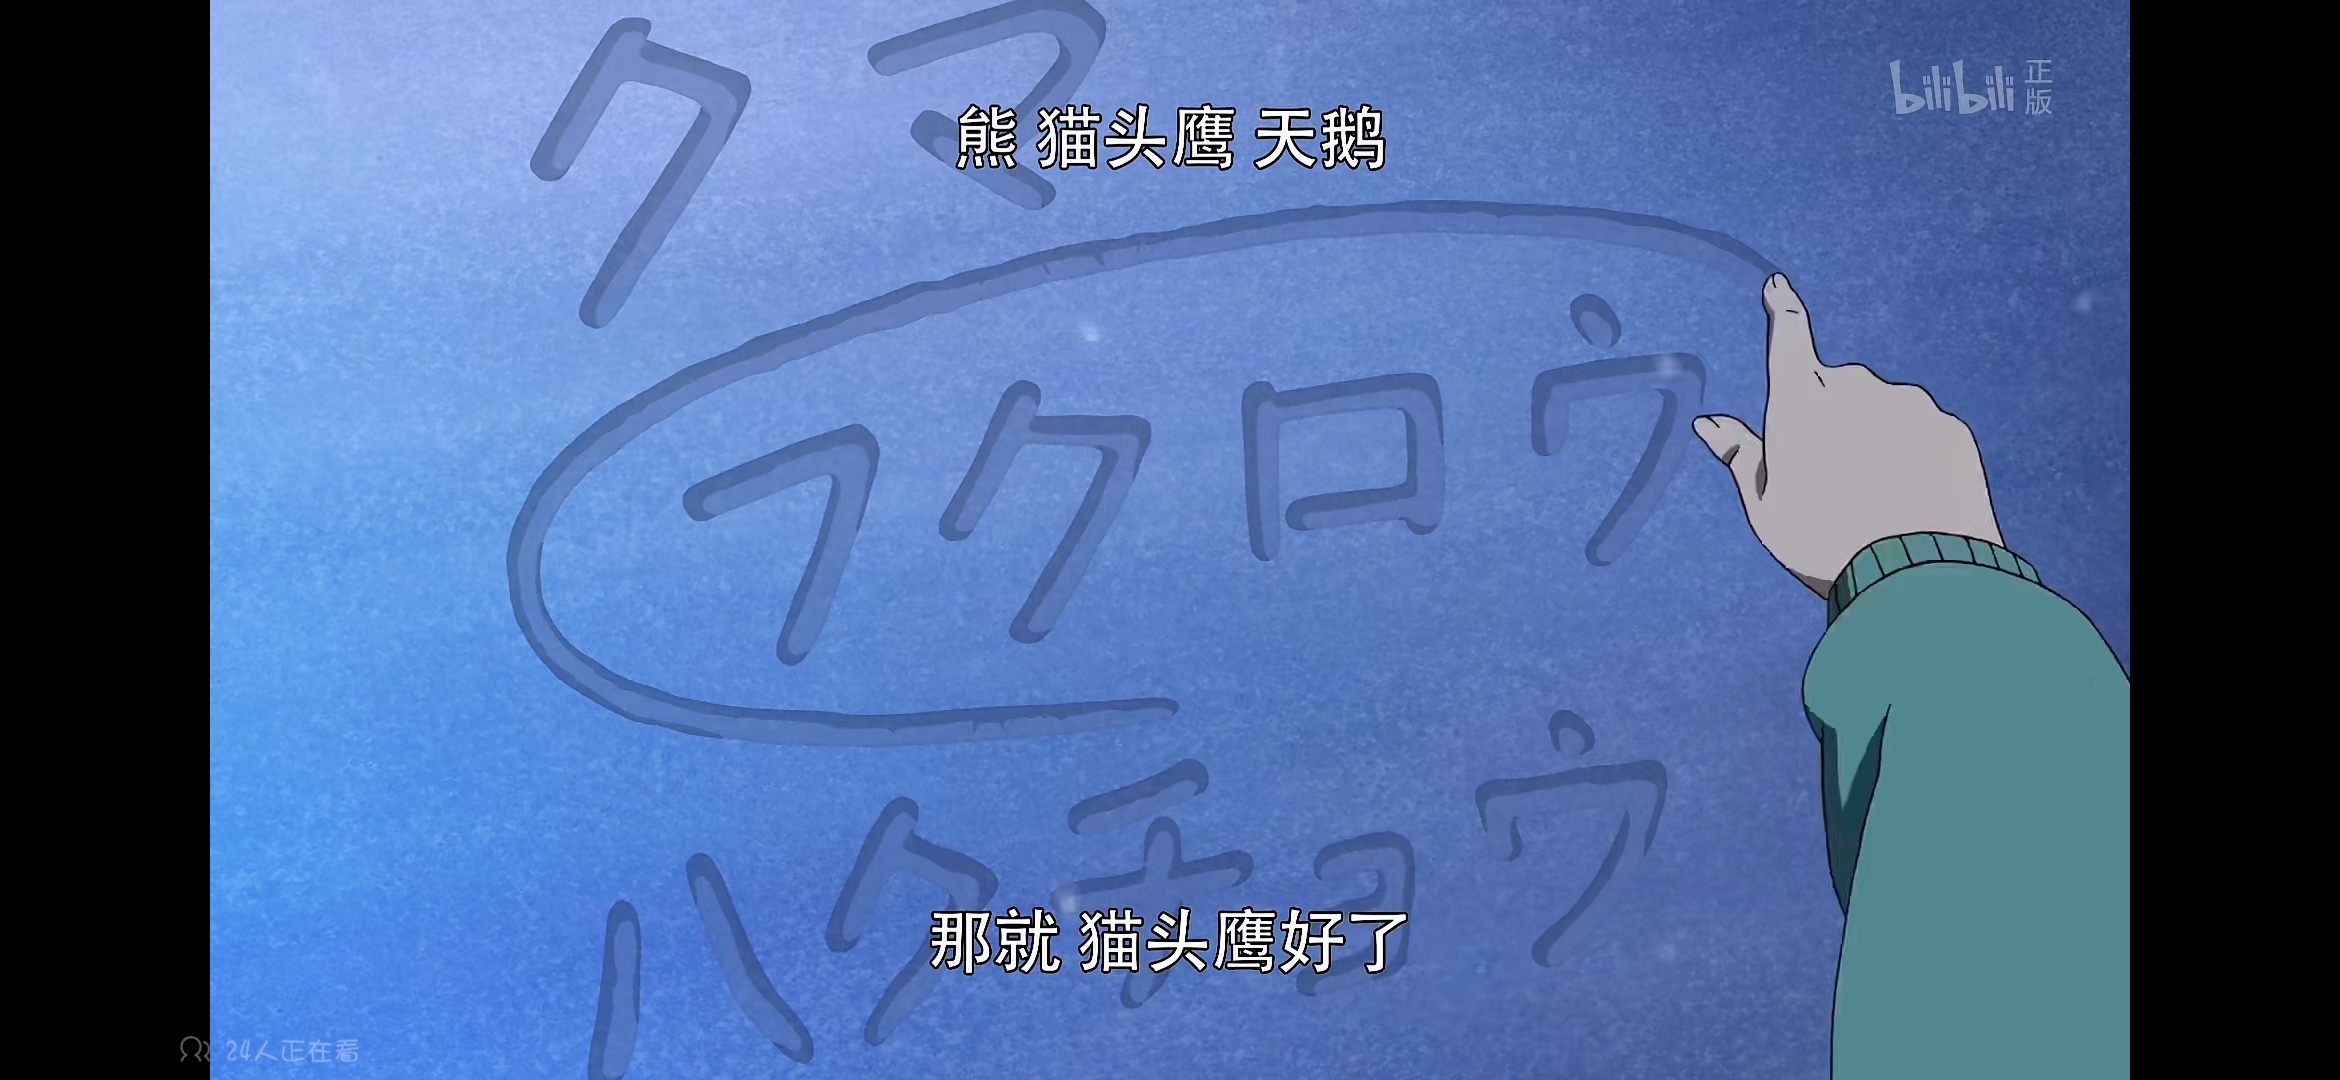 クマ
bilibili 正版
熊 猫头鹰 天鹅
フクロウ
ハクチョウ
那就 猫头鹰好了
24人正在看